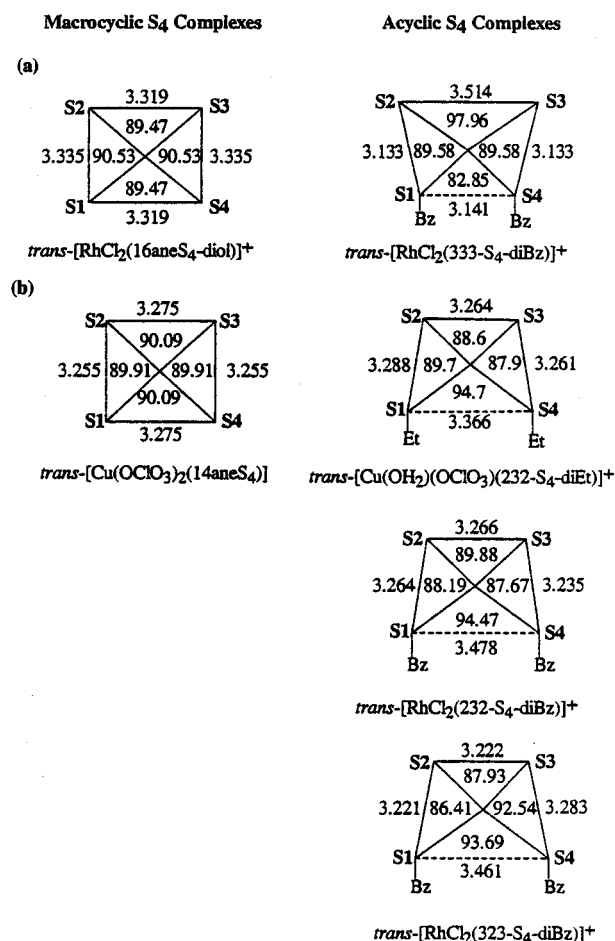 Macrocyclic S4 Complexes
Acyclic S4 Complexes
(a)
3.319
S2 S3
89.47
3.335 90.53 90.53 3.335
89.47
S1 S4
3.319
trans-[RhCl2(16aneS4-diol)]+
3.514
S2 S3
97.96
3.133 89.58 89.58 3.133
82.85
S1 S4
3.141
Bz Bz
trans-[RhCl2(333-S4-diBz)]+
(b)
3.275
S2 S3
90.09
3.255 89.91 89.91 3.255
90.09
S1 S4
3.275
trans-[Cu(OClO3)2(14aneS4)]
3.264
S2 S3
88.6
3.288 89.7 87.9 3.261
94.7
S1 S4
3.366
Et Et
trans-[Cu(OH2)(OClO3)(232-S4-diEt)]+
3.266
S2 S3
89.88
3.264 88.19 87.67 3.235
94.47
S1 S4
3.478
Bz Bz
trans-[RhCl2(232-S4-diBz)]+
3.222
S2 S3
87.93
3.221 86.41 92.54 3.283
93.69
S1 S4
3.461
Bz Bz
trans-[RhCl2(323-S4-diBz)]+